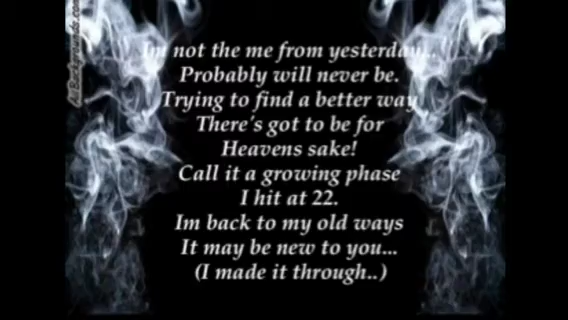 Im not the me from yesterday...
Probably will never be.
Trying to find a better way
There's got to be for
Heavens sake!
Call it a growing phase
I hit at 22.
Im back to my old ways
It may be new to you...
(I made it through..)
AllBackgrounds.com